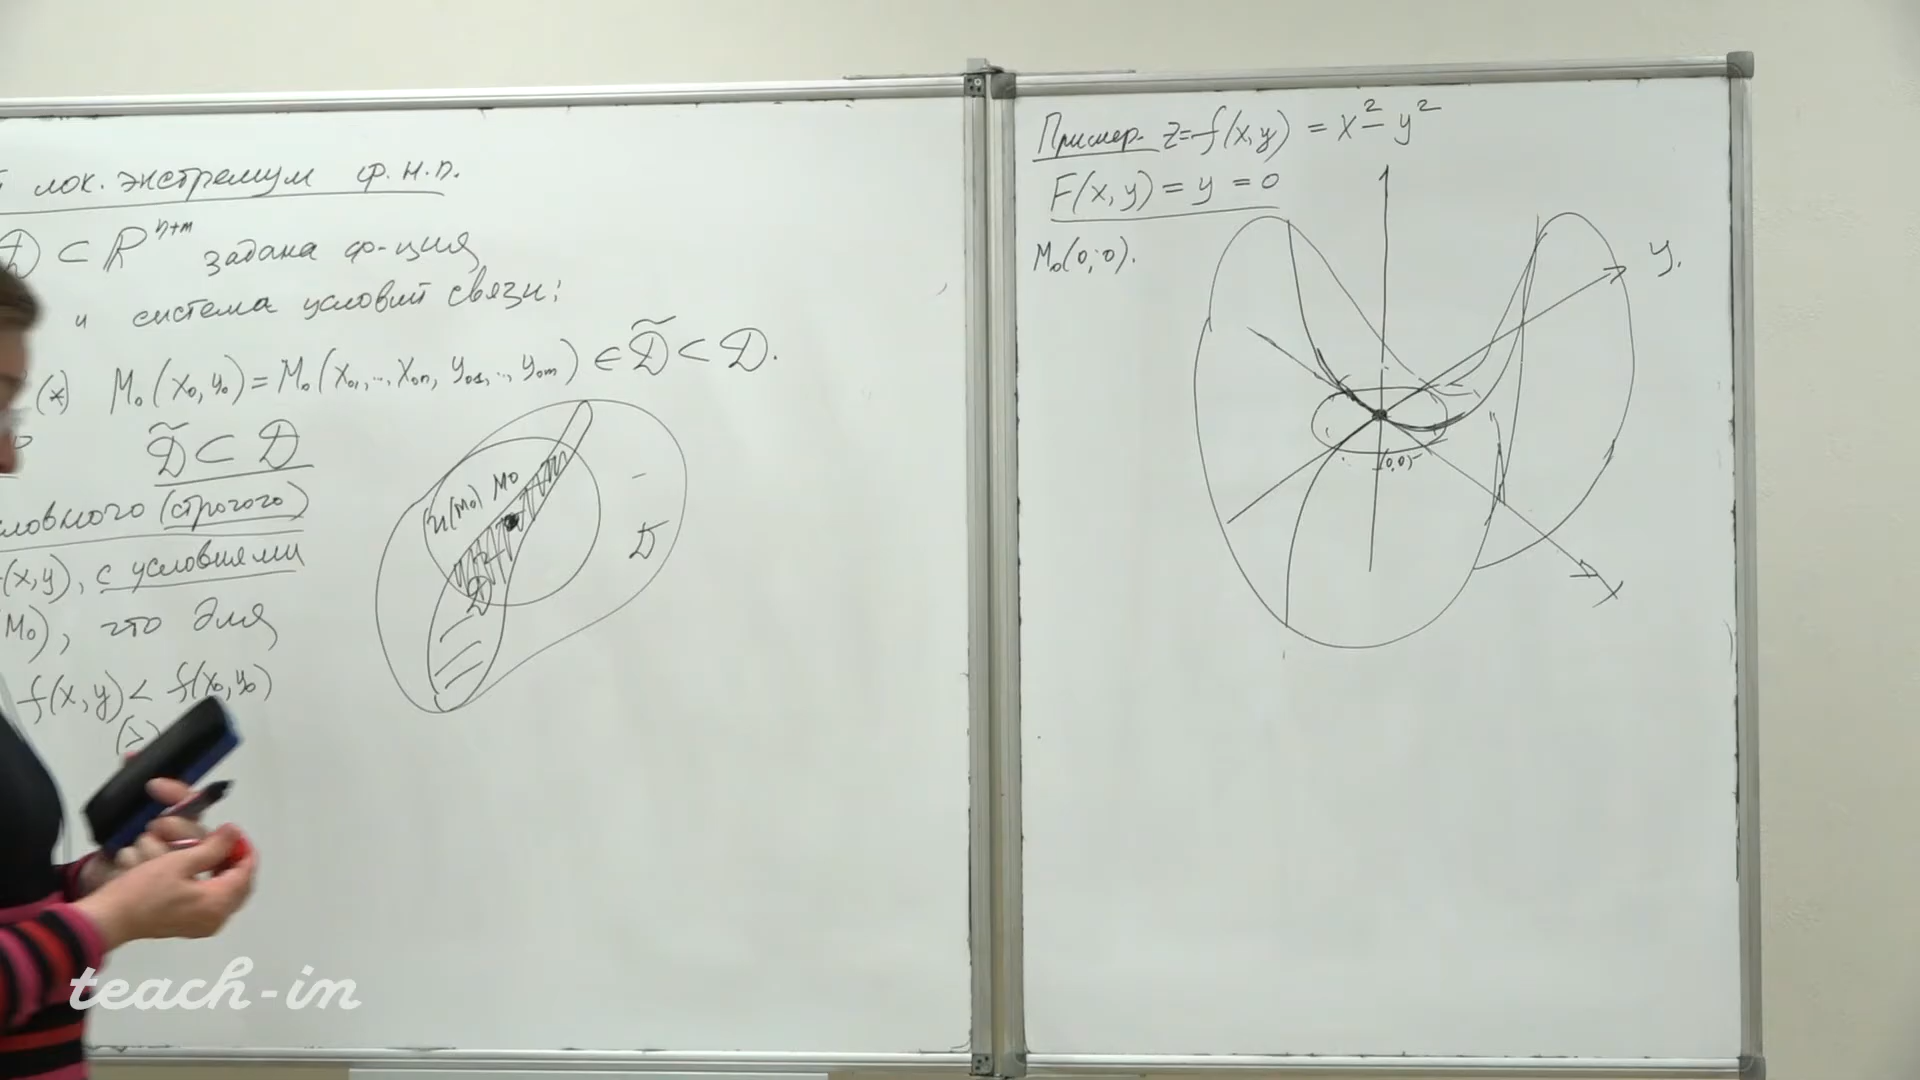 лок. экстремум ф.н.п.
D ⊂ R^{n+m} задана ф-ция
и система условий связи:
(*) M₀(x₀, y₀) = M₀(x₀₁, ..., x₀ₙ, y₀₁, ..., y₀ₘ) ∈ D̃ ⊂ D.
D̃ ⊂ D
словного (строгого)
(x,y), с условиями
M₀), что для
f(x,y) < f(x₀,y₀)
(>)
u(M₀) M₀
D̃
D
Пример. z=f(x,y) = x² − y²
F(x,y) = y = 0
M₀(0;0).
y.
(0,0)
x
teach-in